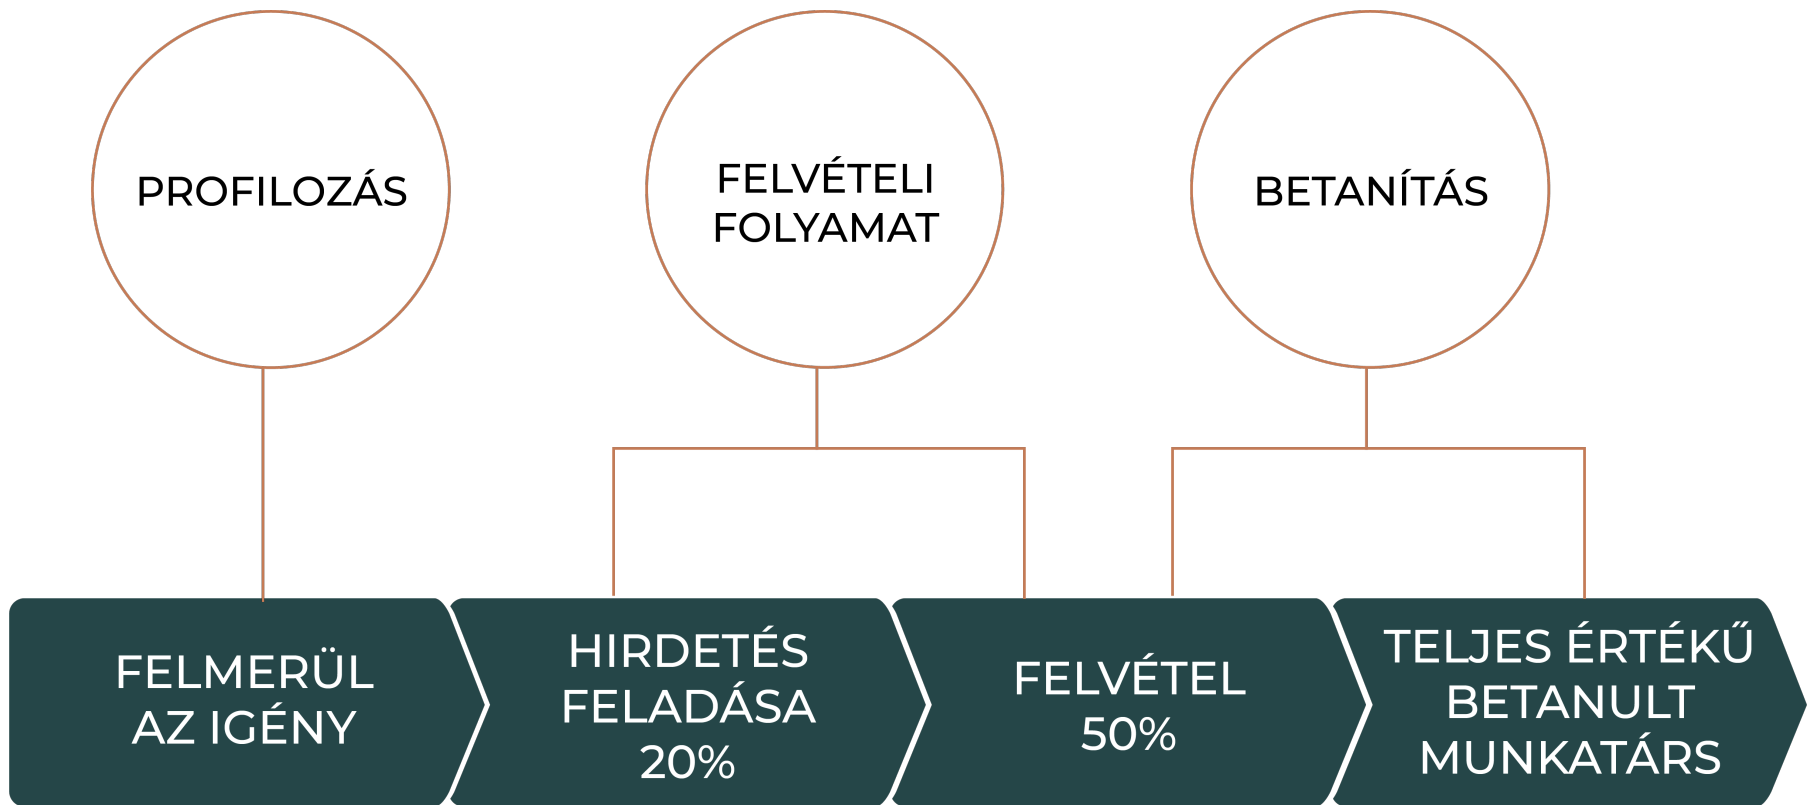 PROFILOZÁS
FELVÉTELI
FOLYAMAT
BETANÍTÁS
FELMERÜL
AZ IGÉNY
HIRDETÉS
FELADÁSA
20%
FELVÉTEL
50%
TELJES ÉRTÉKŰ
BETANULT
MUNKATÁRS